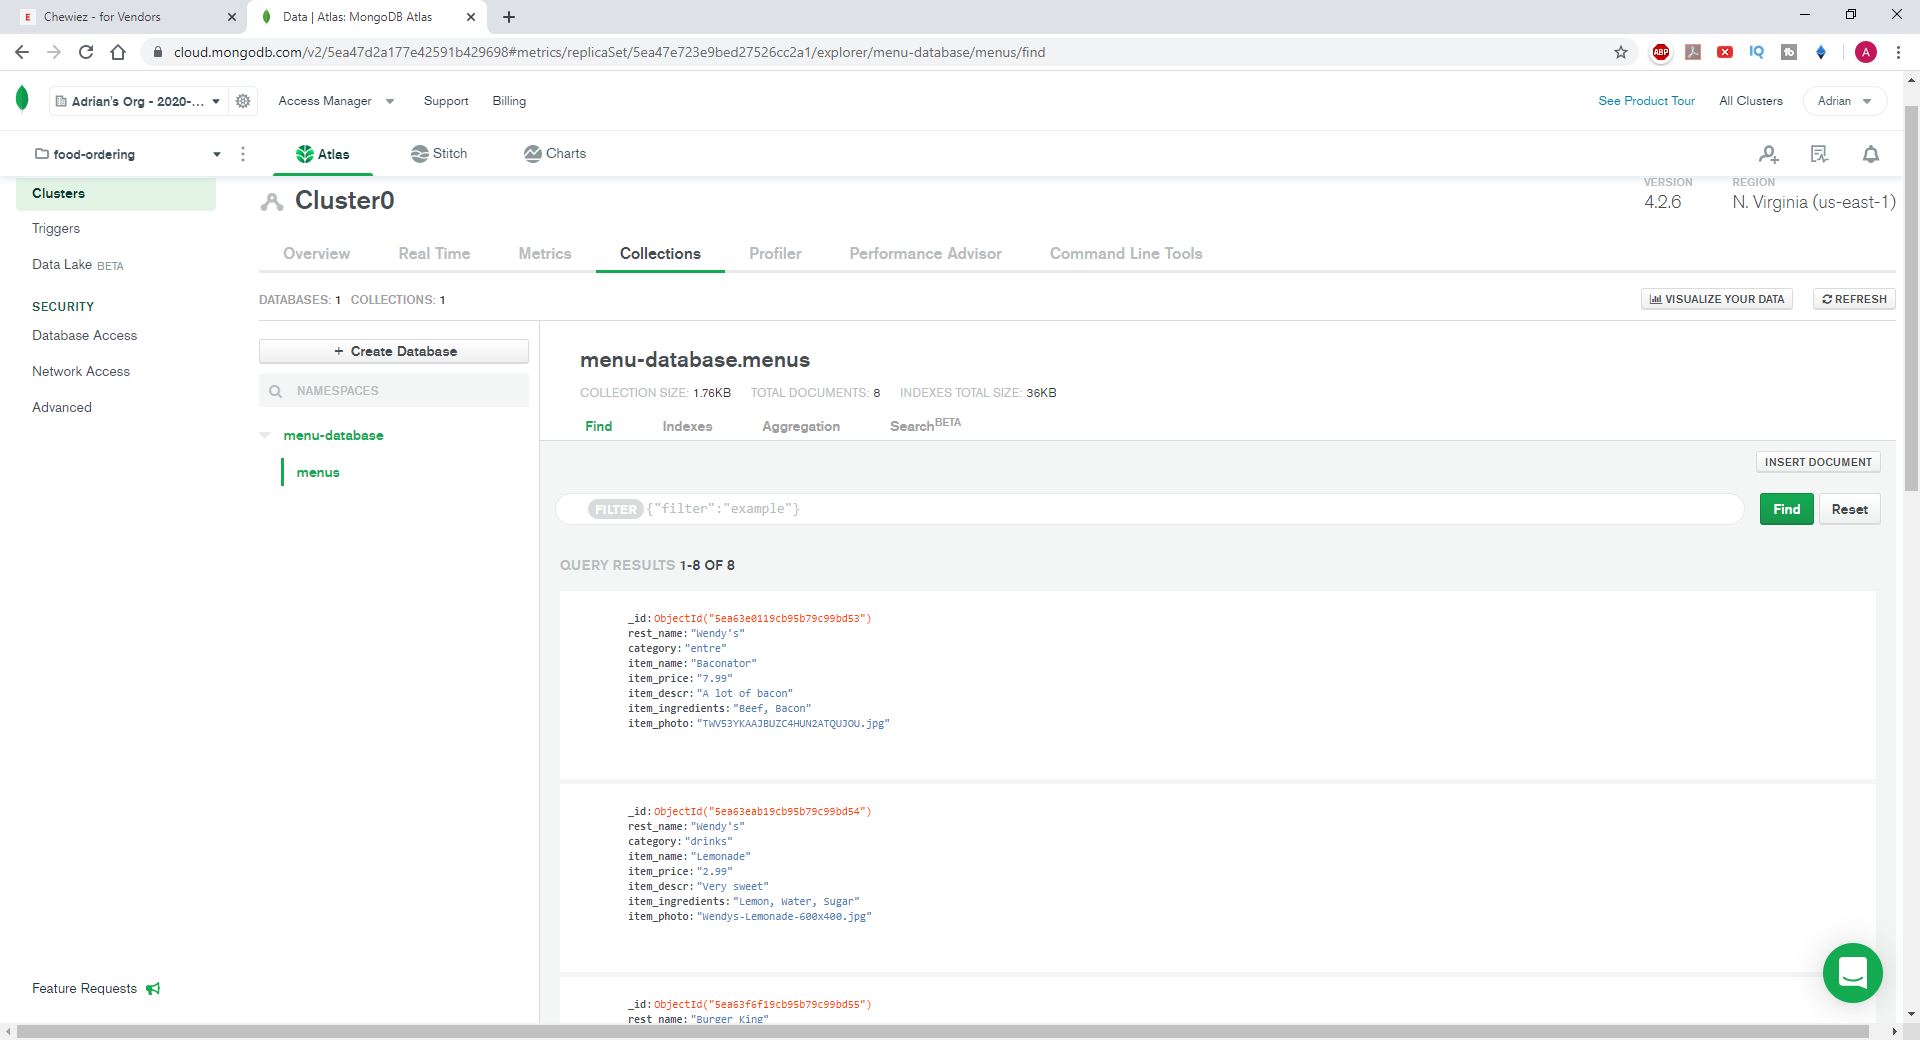 Chewiez - for Vendors
Data | Atlas: MongoDB Atlas
cloud.mongodb.com/v2/5ea47d2a177e42591b429698#metrics/replicaSet/5ea47e723e9bed27526cc2a1/explorer/menu-database/menus/find
ABP
IQ
tb
A
Adrian's Org - 2020-...
Access Manager
Support
Billing
See Product Tour
All Clusters
Adrian
food-ordering
Atlas
Stitch
Charts
Clusters
Triggers
Data Lake BETA
SECURITY
Database Access
Network Access
Advanced
Feature Requests
Cluster0
VERSION
4.2.6
REGION
N. Virginia (us-east-1)
Overview
Real Time
Metrics
Collections
Profiler
Performance Advisor
Command Line Tools
DATABASES: 1 COLLECTIONS: 1
VISUALIZE YOUR DATA
REFRESH
+ Create Database
NAMESPACES
menu-database
menus
menu-database.menus
COLLECTION SIZE: 1.76KB TOTAL DOCUMENTS: 8 INDEXES TOTAL SIZE: 36KB
Find
Indexes
Aggregation
Search BETA
INSERT DOCUMENT
FILTER {"filter":"example"}
Find
Reset
QUERY RESULTS 1-8 OF 8
_id: ObjectId("5ea63e0119cb95b79c99bd53")
rest_name: "Wendy's"
category: "entre"
item_name: "Baconator"
item_price: "7.99"
item_descr: "A lot of bacon"
item_ingredients: "Beef, Bacon"
item_photo: "TWV53YKAAJBUZC4HUN2ATQUJOU.jpg"
_id: ObjectId("5ea63eab19cb95b79c99bd54")
rest_name: "Wendy's"
category: "drinks"
item_name: "Lemonade"
item_price: "2.99"
item_descr: "Very sweet"
item_ingredients: "Lemon, Water, Sugar"
item_photo: "Wendys-Lemonade-600x400.jpg"
_id: ObjectId("5ea63f6f19cb95b79c99bd55")
rest_name: "Burger King"